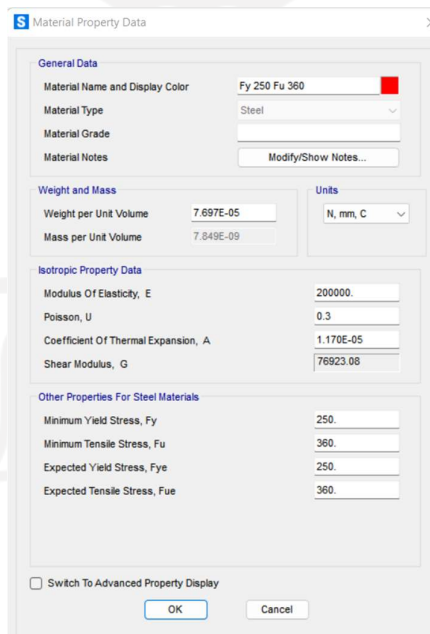 S Material Property Data
General Data
Material Name and Display Color Fy 250 Fu 360
Material Type Steel
Material Grade
Material Notes Modify/Show Notes...
Weight and Mass Units
Weight per Unit Volume 7.697E-05 N, mm, C
Mass per Unit Volume 7.849E-09
Isotropic Property Data
Modulus Of Elasticity, E 200000.
Poisson, U 0.3
Coefficient Of Thermal Expansion, A 1.170E-05
Shear Modulus, G 76923.08
Other Properties For Steel Materials
Minimum Yield Stress, Fy 250.
Minimum Tensile Stress, Fu 360.
Expected Yield Stress, Fye 250.
Expected Tensile Stress, Fue 360.
Switch To Advanced Property Display
OK Cancel